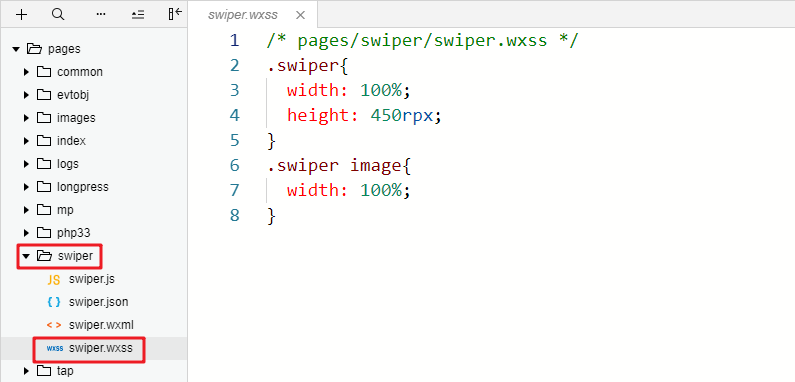 swiper.wxss ×
pages
common
evtobj
images
index
logs
longpress
mp
php33
swiper
JS swiper.js
{ } swiper.json
< > swiper.wxml
wxss swiper.wxss
tap
1 /* pages/swiper/swiper.wxss */
2 .swiper{
3 width: 100%;
4 height: 450rpx;
5 }
6 .swiper image{
7 width: 100%;
8 }